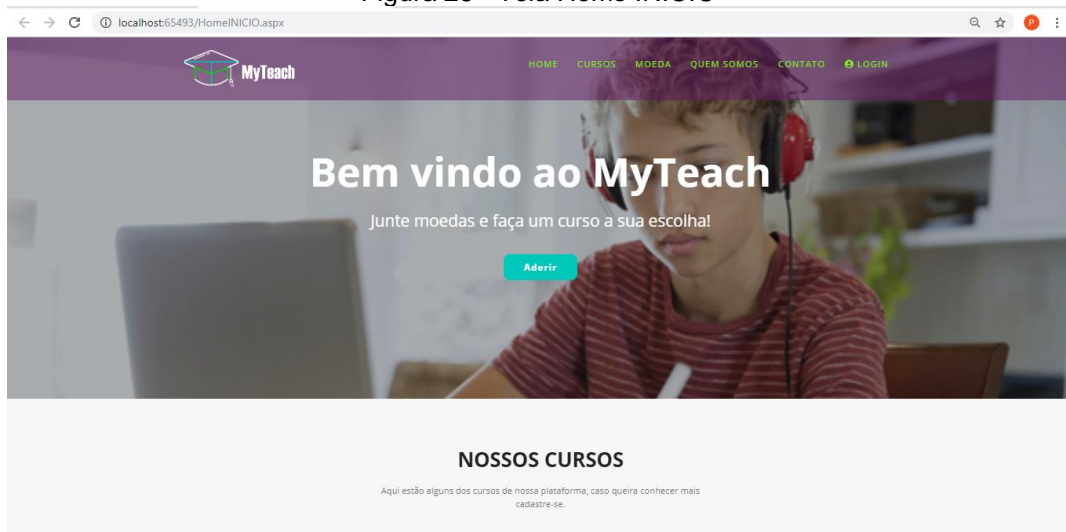 localhost:65493/HomeINICIO.aspx
P
MyTeach
HOME CURSOS MOEDA QUEM SOMOS CONTATO LOGIN
Bem vindo ao MyTeach
Junte moedas e faça um curso a sua escolha!
Aderir
NOSSOS CURSOS
Aqui estão alguns dos cursos de nossa plataforma, caso queira conhecer mais
cadastre-se.